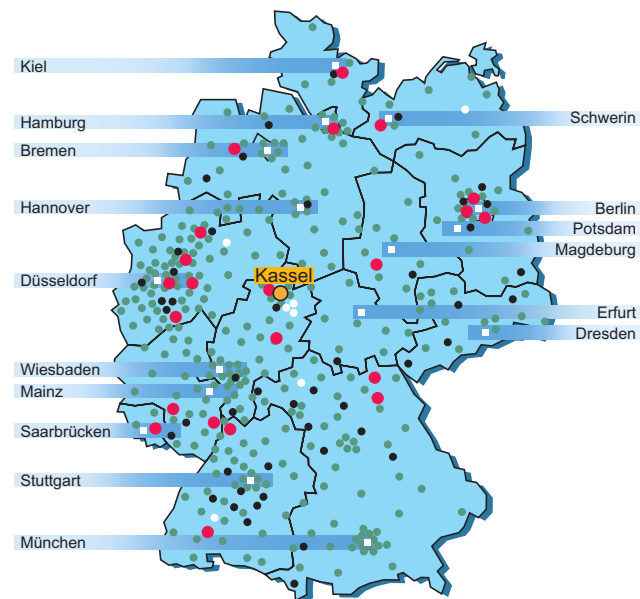 Kiel
Hamburg
Schwerin
Bremen
Hannover
Berlin
Potsdam
Magdeburg
Kassel
Düsseldorf
Erfurt
Dresden
Wiesbaden
Mainz
Saarbrücken
Stuttgart
München